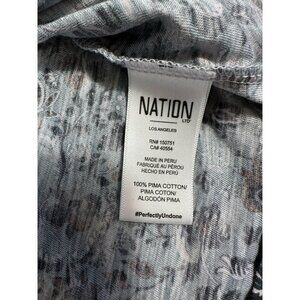 NATION
LTD
LOS ANGELES
RN# 150751
CA# 40554
MADE IN PERU
FABRIQUÉ AU PÉROU
HECHO EN PERÚ
100% PIMA COTTON/
PIMA COTON/
ALGODÓN PIMA
#PerfectlyUndone